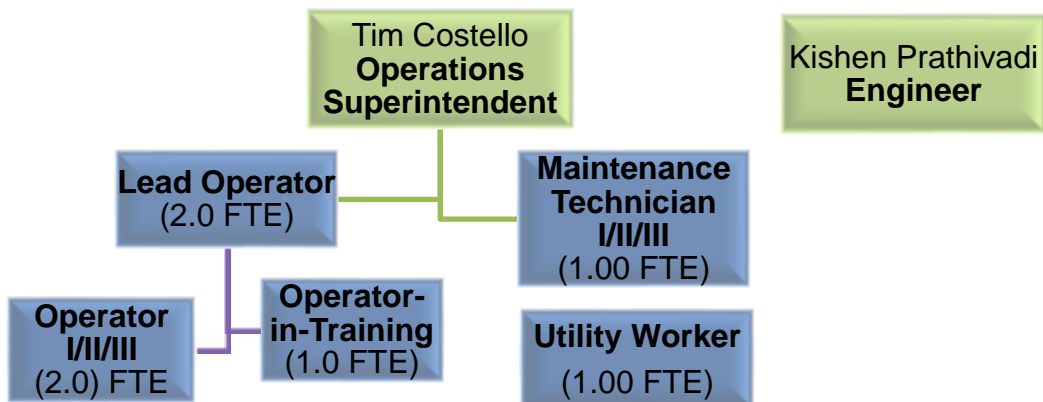 Tim Costello
Operations
Superintendent
Kishen Prathivadi
Engineer
Lead Operator
(2.0 FTE)
Maintenance
Technician
I/II/III
(1.00 FTE)
Operator
I/II/III
(2.0) FTE
Operator-
in-Training
(1.0 FTE)
Utility Worker
(1.00 FTE)